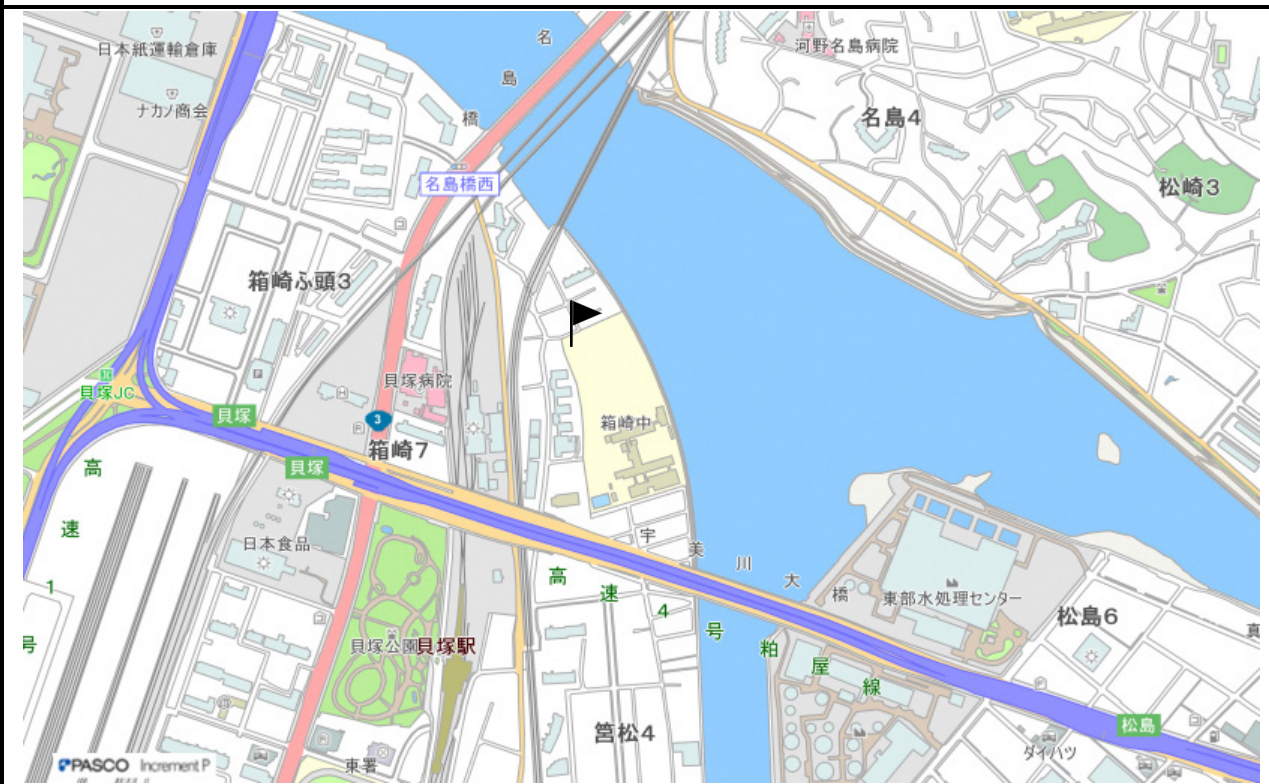 日本紙運輸倉庫
ナカノ商会
名島橋
河野名島病院
名島4
松崎3
名島橋西
箱崎ふ頭3
貝塚JC
貝塚病院
貝塚
3
箱崎7
貝塚
箱崎中
高速1号
日本食品
宇美川大橋
高速4号粕屋線
東部水処理センター
松島6
真
貝塚公園
貝塚駅
筥松4
松島
ダイハツ
東署
PASCO Increment P